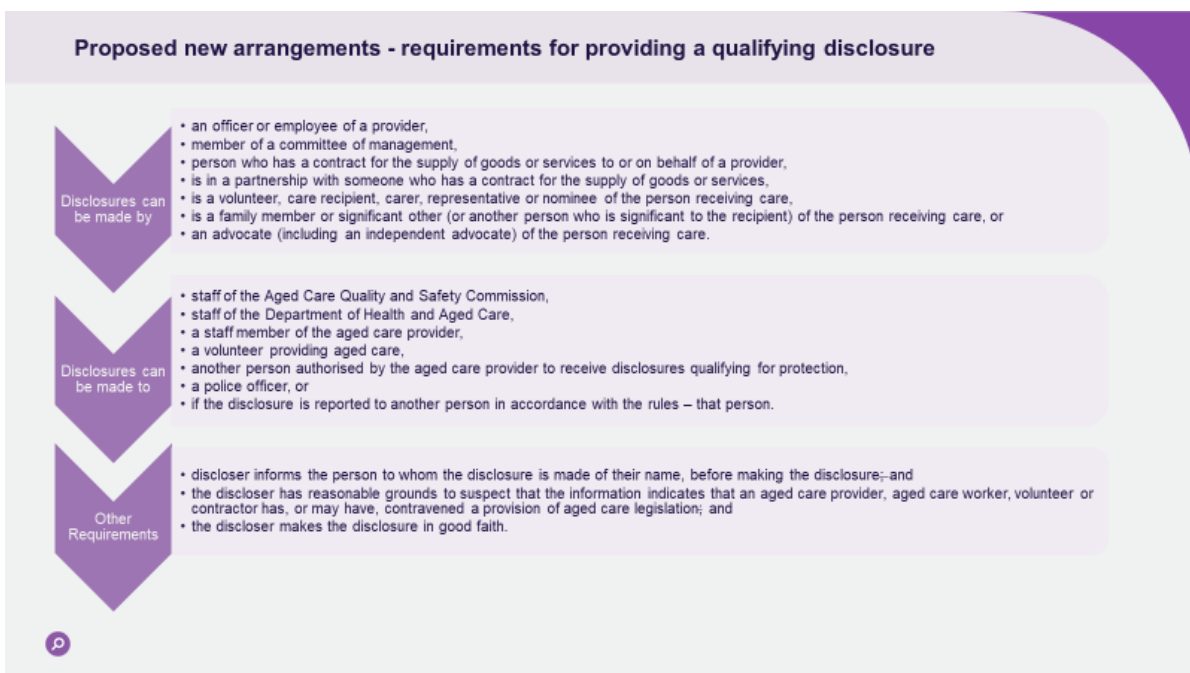 Proposed new arrangements - requirements for providing a qualifying disclosure
Disclosures can
be made by
• an officer or employee of a provider,
• member of a committee of management,
• person who has a contract for the supply of goods or services to or on behalf of a provider,
• is in a partnership with someone who has a contract for the supply of goods or services,
• is a volunteer, care recipient, carer, representative or nominee of the person receiving care,
• is a family member or significant other (or another person who is significant to the recipient) of the person receiving care, or
• an advocate (including an independent advocate) of the person receiving care.
Disclosures can
be made to
• staff of the Aged Care Quality and Safety Commission,
• staff of the Department of Health and Aged Care,
• a staff member of the aged care provider,
• a volunteer providing aged care,
• another person authorised by the aged care provider to receive disclosures qualifying for protection,
• a police officer, or
• if the disclosure is reported to another person in accordance with the rules – that person.
Other
Requirements
• discloser informs the person to whom the disclosure is made of their name, before making the disclosure; and
• the discloser has reasonable grounds to suspect that the information indicates that an aged care provider, aged care worker, volunteer or
contractor has, or may have, contravened a provision of aged care legislation; and
• the discloser makes the disclosure in good faith.